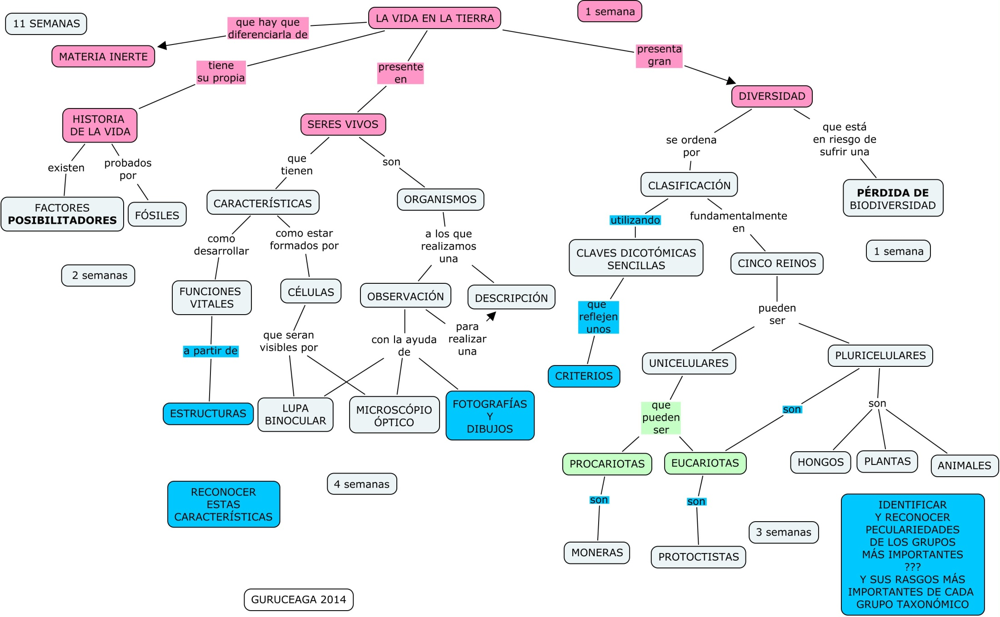 11 SEMANAS
LA VIDA EN LA TIERRA
1 semana
que hay que
diferenciarla de
MATERIA INERTE
tiene
su propia
presente
en
presenta
gran
DIVERSIDAD
HISTORIA
DE LA VIDA
SERES VIVOS
existen
probados
por
FACTORES
POSIBILITADORES
FÓSILES
2 semanas
que
tienen
son
CARACTERÍSTICAS
ORGANISMOS
como
desarrollar
como estar
formados por
a los que
realizamos
una
FUNCIONES
VITALES
CÉLULAS
OBSERVACIÓN
DESCRIPCIÓN
a partir de
que seran
visibles por
con la ayuda
de
para
realizar
una
ESTRUCTURAS
LUPA
BINOCULAR
MICROSCÓPIO
ÓPTICO
FOTOGRAFÍAS
Y
DIBUJOS
RECONOCER
ESTAS
CARACTERÍSTICAS
4 semanas
se ordena
por
que está
en riesgo de
sufrir una
CLASIFICACIÓN
PÉRDIDA DE
BIODIVERSIDAD
1 semana
utilizando
fundamentalmente
en
CLAVES DICOTÓMICAS
SENCILLAS
CINCO REINOS
que
reflejen
unos
CRITERIOS
pueden
ser
UNICELULARES
PLURICELULARES
que
pueden
ser
son
son
PROCARIOTAS
EUCARIOTAS
HONGOS
PLANTAS
ANIMALES
son
son
MONERAS
PROTOCTISTAS
3 semanas
IDENTIFICAR
Y RECONOCER
PECULARIEDADES
DE LOS GRUPOS
MÁS IMPORTANTES
???
Y SUS RASGOS MÁS
IMPORTANTES DE CADA
GRUPO TAXONÓMICO
GURUCEAGA 2014